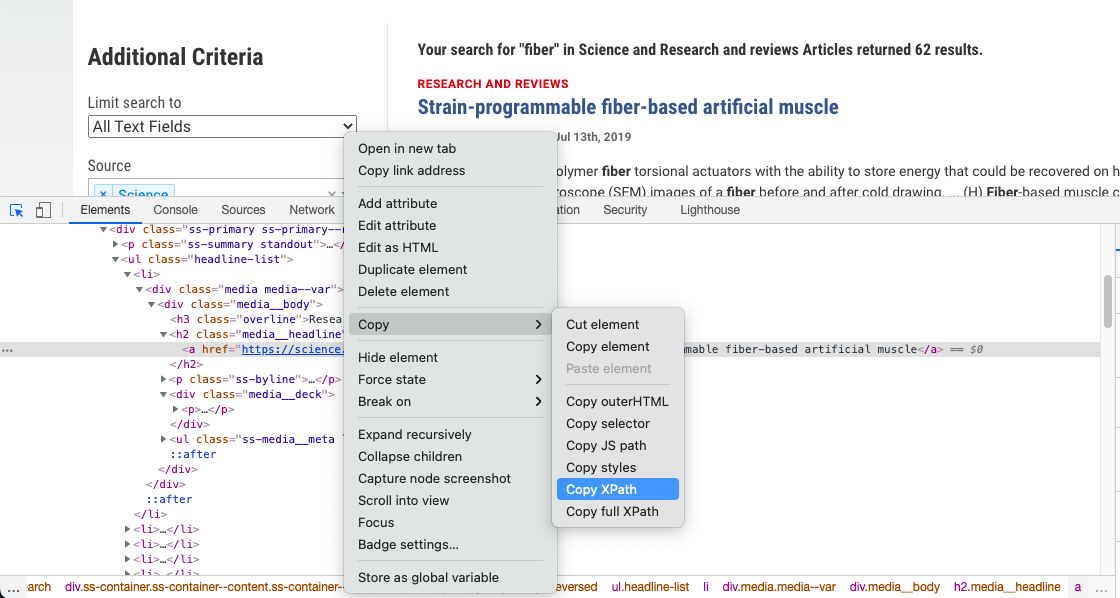 Additional Criteria
Limit search to
All Text Fields
Source
× Science ×
Your search for "fiber" in Science and Research and reviews Articles returned 62 results.
RESEARCH AND REVIEWS
Strain-programmable fiber-based artificial muscle
Jul 13th, 2019
olymer fiber torsional actuators with the ability to store energy that could be recovered on h
roscope (SEM) images of a fiber before and after cold drawing. ... (H) Fiber-based muscle c
Elements Console Sources Network ation Security Lighthouse
<div class="ss-primary ss-primary--r
<p class="ss-summary standout">…</
<ul class="headline-list">
<li>
<div class="media media--var">
<div class="media__body">
<h3 class="overline">Resea
<h2 class="media__headline"
... <a href="https://science. mmable fiber-based artificial muscle</a> == $0
</h2>
<p class="ss-byline">…</p>
<div class="media__deck">
<p>…</p>
</div>
<ul class="ss-media__meta
::after
</div>
</div>
::after
</li>
<li>…</li>
<li>…</li>
<li>…</li>
<li>…</li>
Open in new tab
Copy link address
Add attribute
Edit attribute
Edit as HTML
Duplicate element
Delete element
Copy
Hide element
Force state
Break on
Expand recursively
Collapse children
Capture node screenshot
Scroll into view
Focus
Badge settings...
Store as global variable
Cut element
Copy element
Paste element
Copy outerHTML
Copy selector
Copy JS path
Copy styles
Copy XPath
Copy full XPath
... arch div.ss-container.ss-container--content.ss-container- eversed ul.headline-list li div.media.media--var div.media__body h2.media__headline a ...